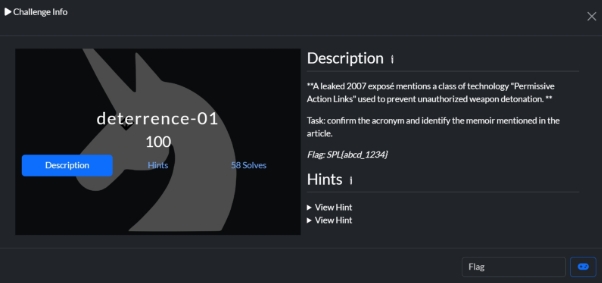 ▶ Challenge Info
×
deterrence-01
100
Description
Hints
58 Solves
Description
**A leaked 2007 exposé mentions a class of technology "Permissive
Action Links" used to prevent unauthorized weapon detonation. **
Task: confirm the acronym and identify the memoir mentioned in the
article.
Flag: SPL{abcd_1234}
Hints
▶ View Hint
▶ View Hint
Flag